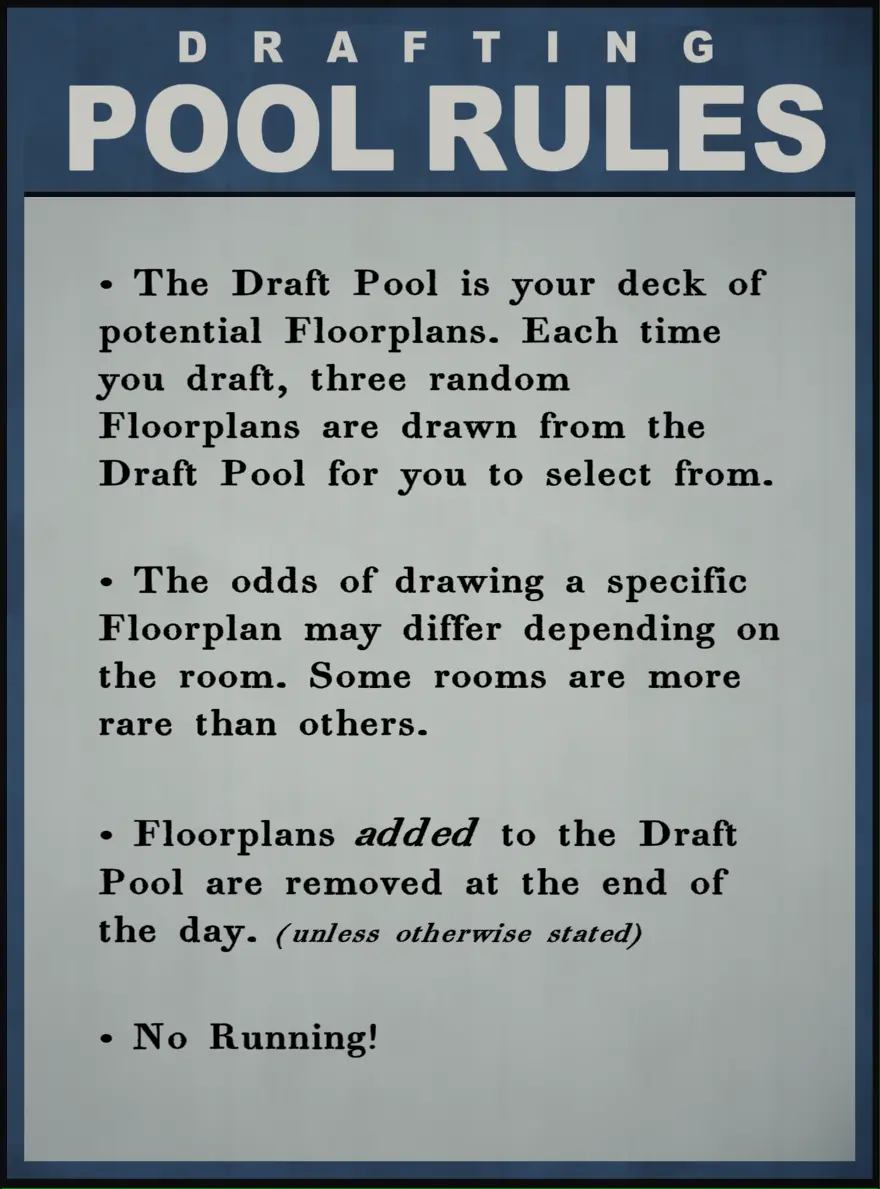 DRAFTING
POOL RULES
• The Draft Pool is your deck of
potential Floorplans. Each time
you draft, three random
Floorplans are drawn from the
Draft Pool for you to select from.
• The odds of drawing a specific
Floorplan may differ depending on
the room. Some rooms are more
rare than others.
• Floorplans added to the Draft
Pool are removed at the end of
the day. (unless otherwise stated)
• No Running!